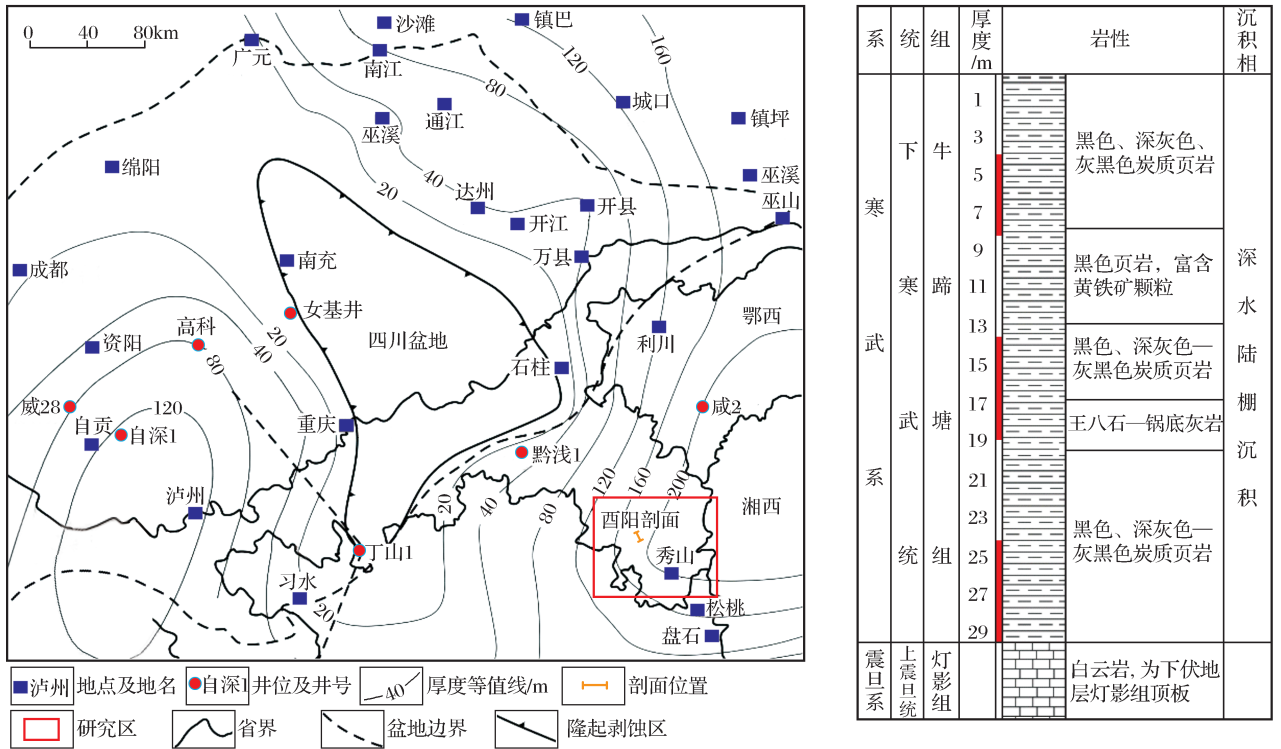 0 40 80km
沙滩
镇巴
广元
南江
120
160
80
城口
镇坪
巫溪
通江
绵阳
20
40
达州
开县
巫溪
巫山
开江
万县
成都
南充
女基井
鄂西
高科
20
四川盆地
利川
资阳
40
80
石柱
威28
120
自贡
自深1
重庆
咸2
黔浅1
泸州
20
40
80
120
160
200
湘西
酉阳剖面
丁山1
秀山
习水
20
松桃
盘石
泸州 地点及地名
自深1 井位及井号
40 厚度等值线/m
剖面位置
研究区
省界
盆地边界
隆起剥蚀区
系
统
组
厚度/m
岩性
沉积相
寒武系
下寒武统
牛蹄塘组
1
3
5
7
9
11
13
15
17
19
21
23
25
27
29
黑色、深灰色、
灰黑色炭质页岩
黑色页岩，富含
黄铁矿颗粒
黑色、深灰色—
灰黑色炭质页岩
王八石—锅底灰岩
黑色、深灰色—
灰黑色炭质页岩
深水陆棚沉积
震旦系
上震旦统
灯影组
白云岩, 为下伏地
层灯影组顶板